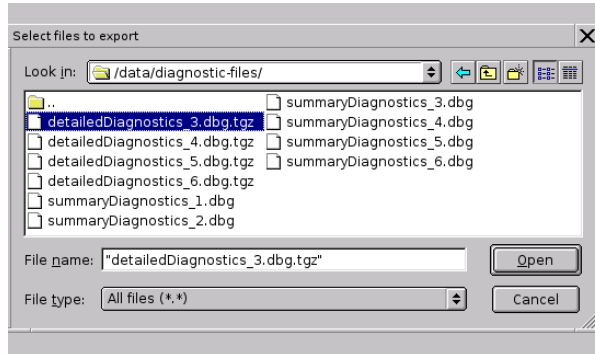 Select files to export
Look in: /data/diagnostic-files/
..
detailedDiagnostics_3.dbg.tgz
detailedDiagnostics_4.dbg.tgz
detailedDiagnostics_5.dbg.tgz
detailedDiagnostics_6.dbg.tgz
summaryDiagnostics_1.dbg
summaryDiagnostics_2.dbg
summaryDiagnostics_3.dbg
summaryDiagnostics_4.dbg
summaryDiagnostics_5.dbg
summaryDiagnostics_6.dbg
File name: "detailedDiagnostics_3.dbg.tgz" Open
File type: All files (*.*) Cancel